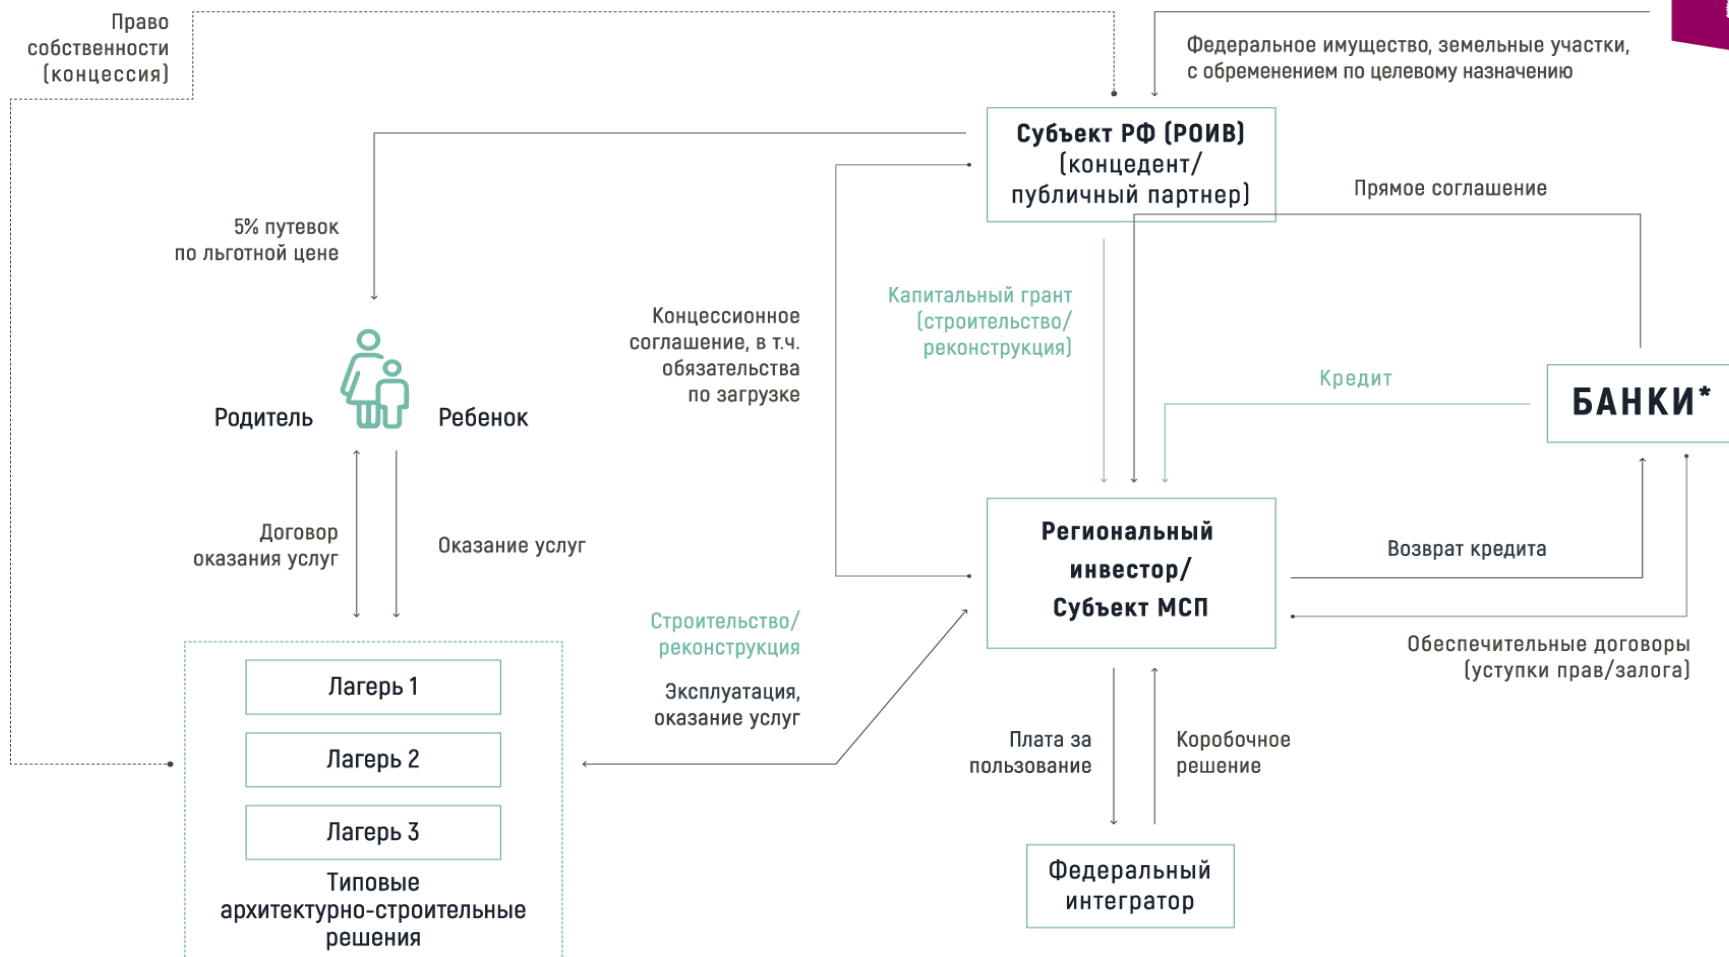 Право
собственности
(концессия)
Федеральное имущество, земельные участки,
с обременением по целевому назначению
Субъект РФ (РОИВ)
(концедент/
публичный партнер)
Прямое соглашение
5% путевок
по льготной цене
Капитальный грант
(строительство/
реконструкция)
Концессионное
соглашение, в т.ч.
обязательства
по загрузке
Кредит
БАНКИ*
Родитель
Ребенок
Договор
оказания услуг
Оказание услуг
Региональный
инвестор/
Субъект МСП
Возврат кредита
Строительство/
реконструкция
Эксплуатация,
оказание услуг
Обеспечительные договоры
(уступки прав/залога)
Лагерь 1
Лагерь 2
Лагерь 3
Типовые
архитектурно-строительные
решения
Плата за
пользование
Коробочное
решение
Федеральный
интегратор